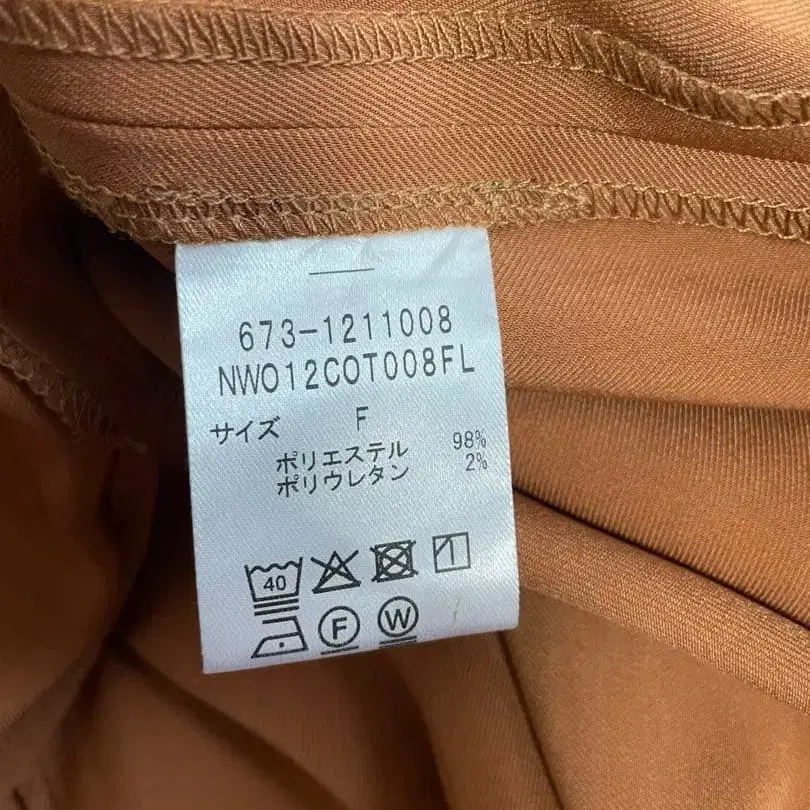 673-1211008
NW012COT008FL
サイズ F
ポリエステル 98%
ポリウレタン 2%
40
F W